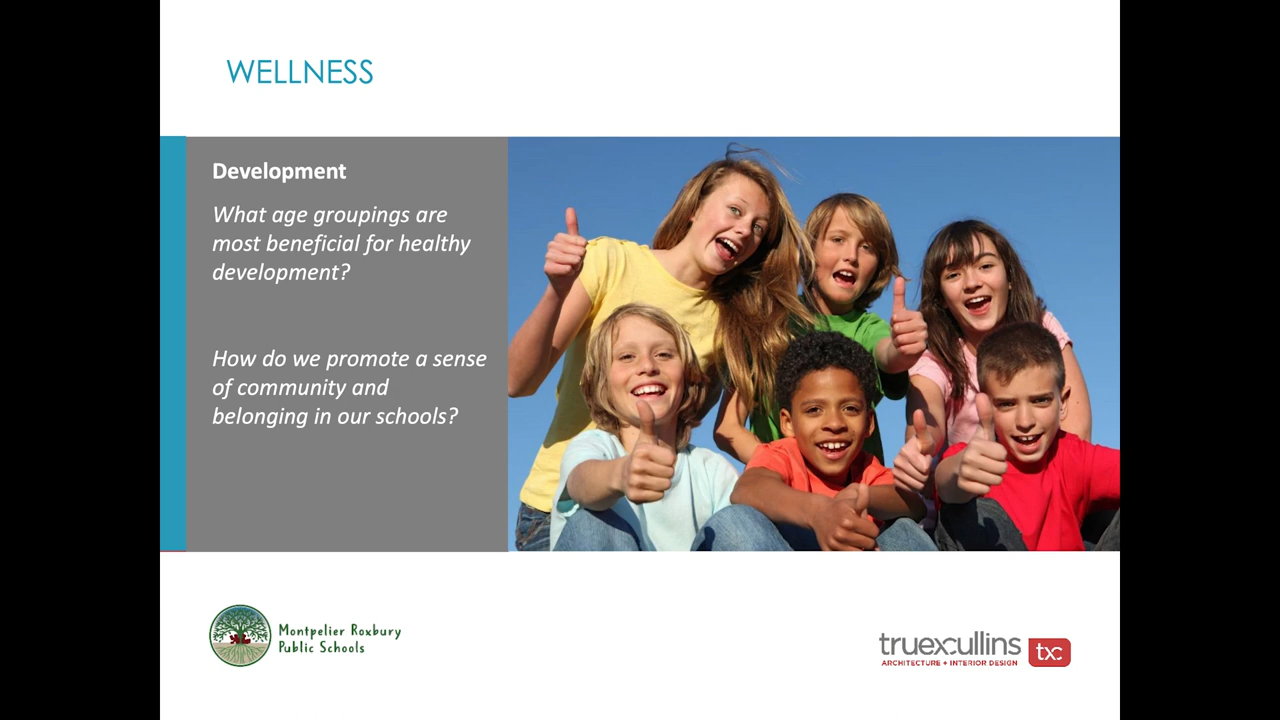 WELLNESS
Development
What age groupings are
most beneficial for healthy
development?
How do we promote a sense
of community and
belonging in our schools?
Montpelier Roxbury
Public Schools
truexcullins
ARCHITECTURE + INTERIOR DESIGN
txc